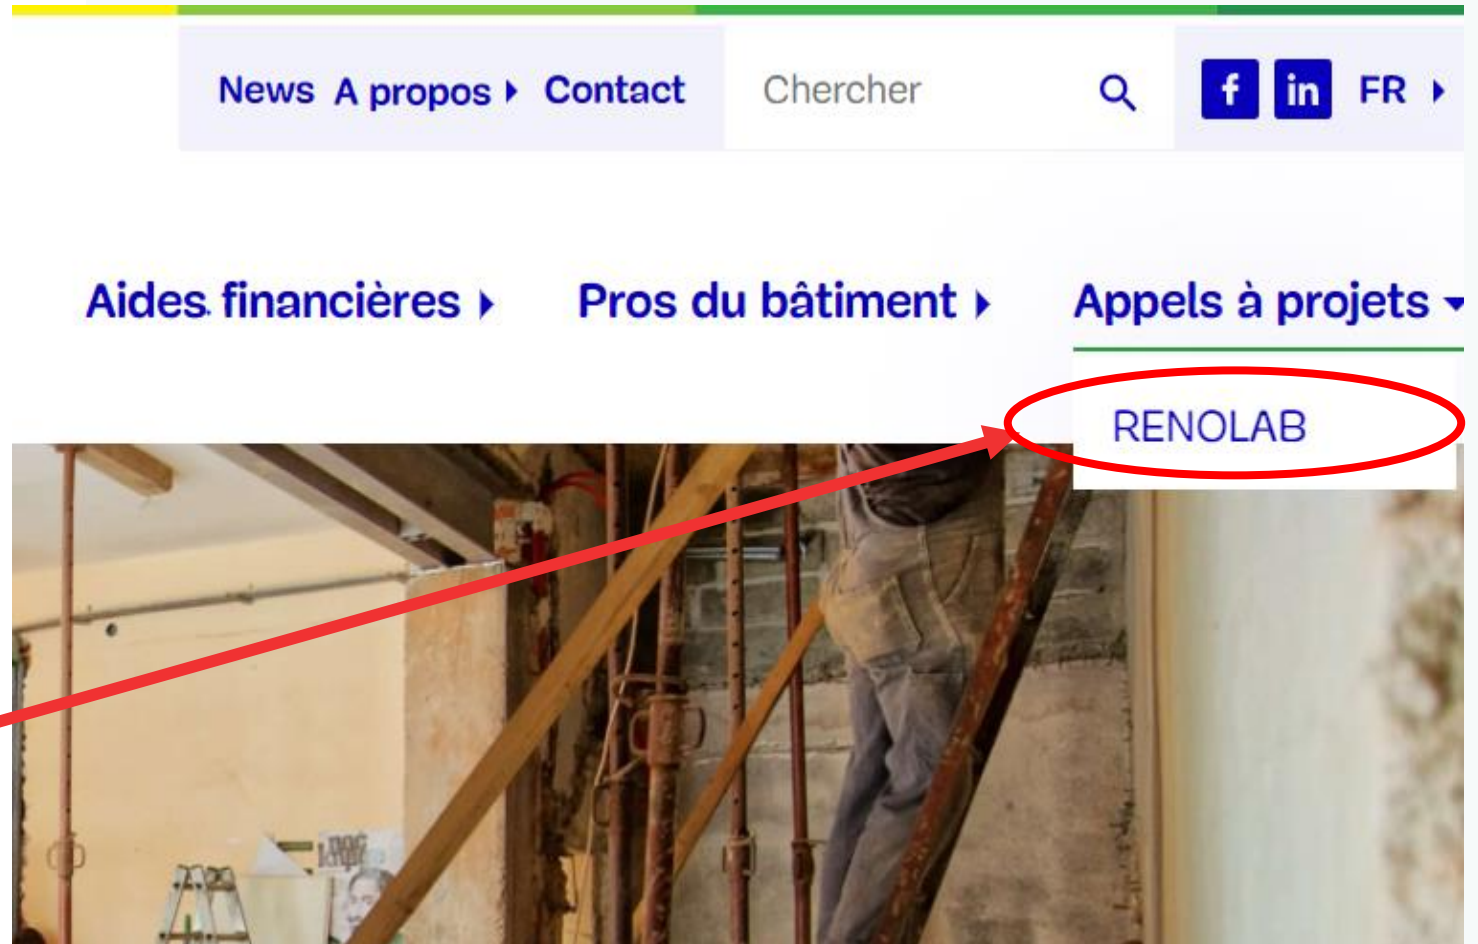 News A propos Contact Chercher f in FR
Aides financières Pros du bâtiment Appels à projets
RENOLAB